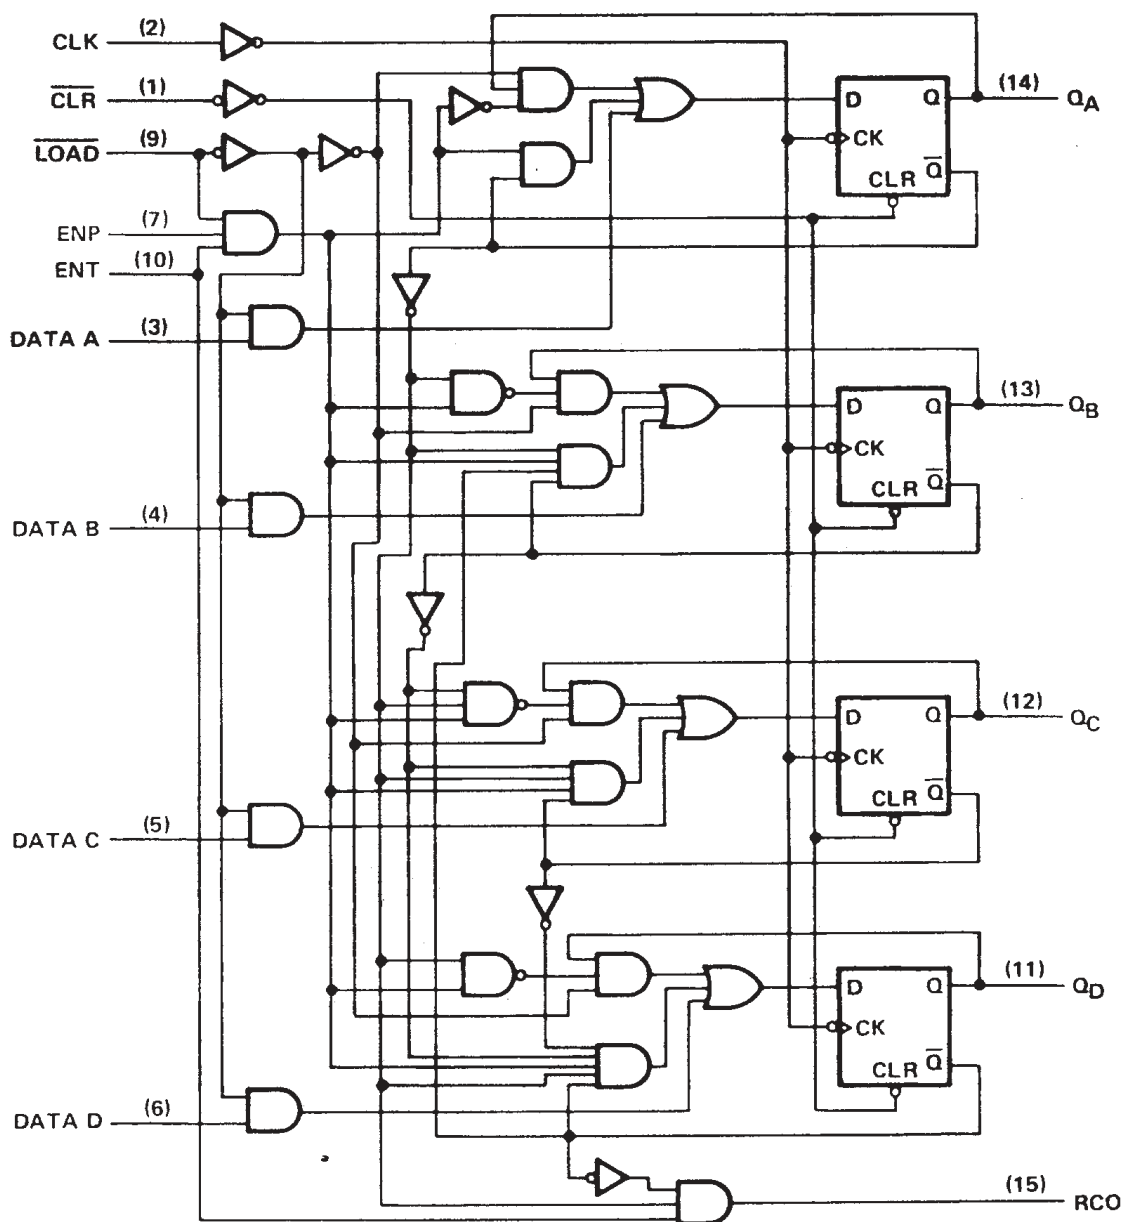 CLK (2)
CLR (1)
LOAD (9)
ENP (7)
ENT (10)
DATA A (3)
DATA B (4)
DATA C (5)
DATA D (6)
D Q (14) QA
CK
CLR Q
D Q (13) QB
CK
CLR Q
D Q (12) QC
CK
CLR Q
D Q (11) QD
CK
CLR Q
(15) RCO